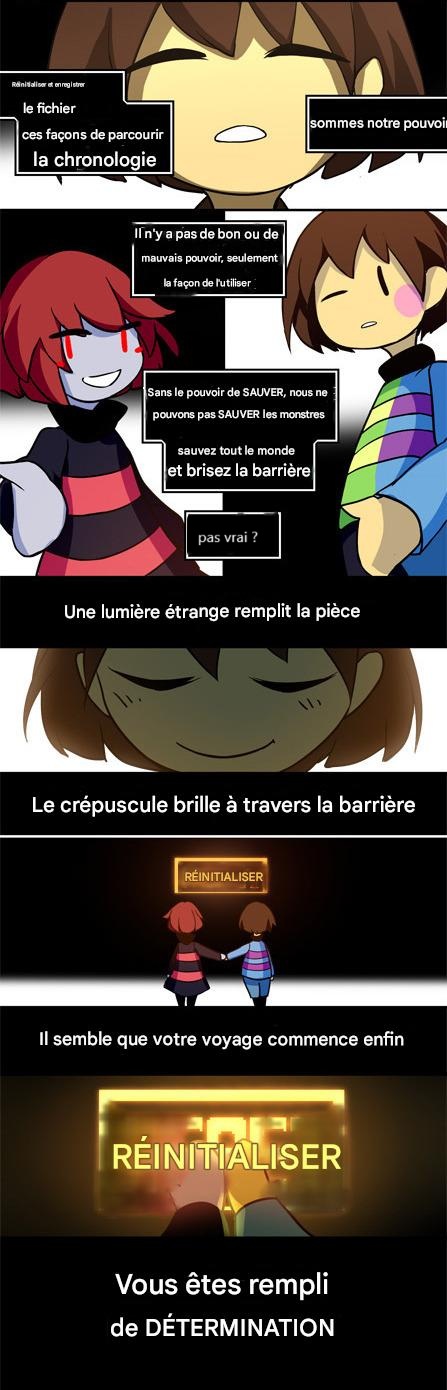 Réinitialiser et enregistrer
le fichier
ces façons de parcourir
la chronologie
sommes notre pouvoir
Il n'y a pas de bon ou de
mauvais pouvoir, seulement
la façon de l'utiliser
Sans le pouvoir de SAUVER, nous ne
pouvons pas SAUVER les monstres
sauvez tout le monde
et brisez la barrière
pas vrai ?
Une lumière étrange remplit la pièce
Le crépuscule brille à travers la barrière
RÉINITIALISER
Il semble que votre voyage commence enfin
RÉINITIALISER
Vous êtes rempli
de DÉTERMINATION